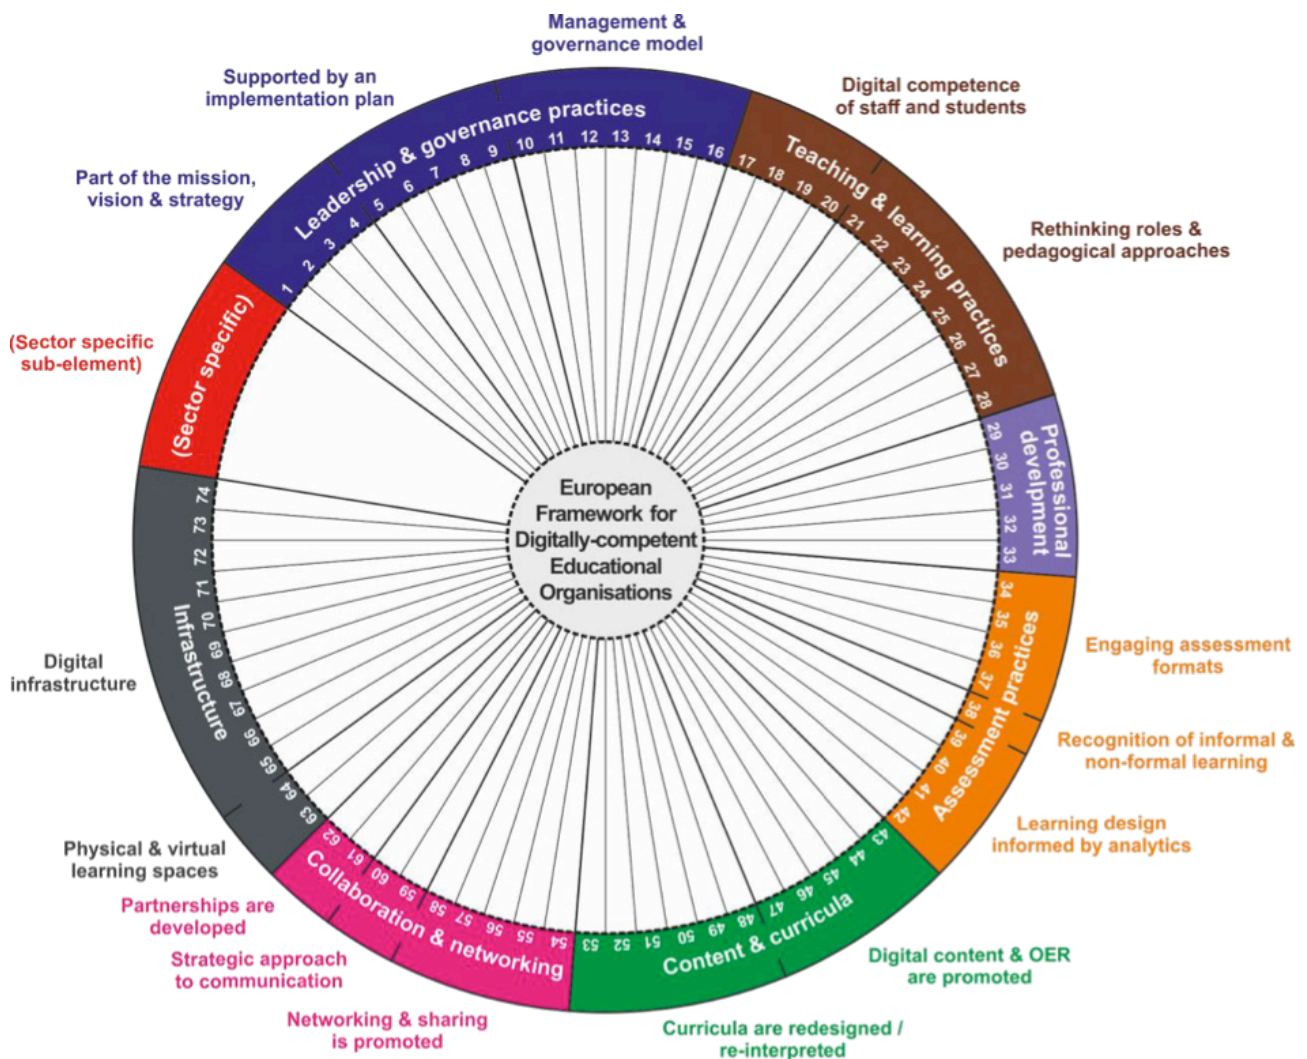 Management &
governance model
Supported by an
implementation plan
Digital competence
of staff and students
Part of the mission,
vision & strategy
Rethinking roles &
pedagogical approaches
(Sector specific
sub-element)
Leadership & governance practices
Teaching & learning practices
Professional
develpment
Assessment practices
Content & curricula
Collaboration & networking
Infrastructure
(Sector specific)
1
2
3
4
5
6
7
8
9
10
11
12
13
14
15
16
17
18
19
20
21
22
23
24
25
26
27
28
29
30
31
32
33
34
35
36
37
38
39
40
41
42
43
44
45
46
47
48
49
50
51
52
53
54
55
56
57
58
59
60
61
62
63
64
65
66
67
68
69
70
71
72
73
74
European
Framework for
Digitally-competent
Educational
Organisations
Engaging assessment
formats
Recognition of informal &
non-formal learning
Learning design
informed by analytics
Digital content & OER
are promoted
Curricula are redesigned /
re-interpreted
Networking & sharing
is promoted
Strategic approach
to communication
Partnerships are
developed
Physical & virtual
learning spaces
Digital
infrastructure